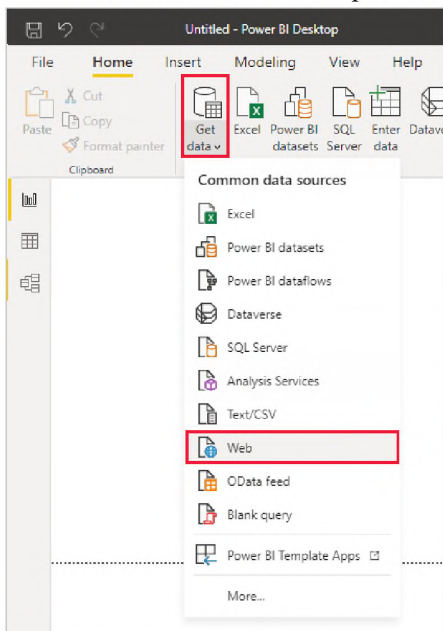 Untitled - Power BI Desktop
File Home Insert Modeling View Help
Paste
Cut
Copy
Format painter
Clipboard
Get data
Excel
Power BI datasets
SQL Server
Enter data
Common data sources
Excel
Power BI datasets
Power BI dataflows
Dataverse
SQL Server
Analysis Services
Text/CSV
Web
OData feed
Blank query
Power BI Template Apps
More...